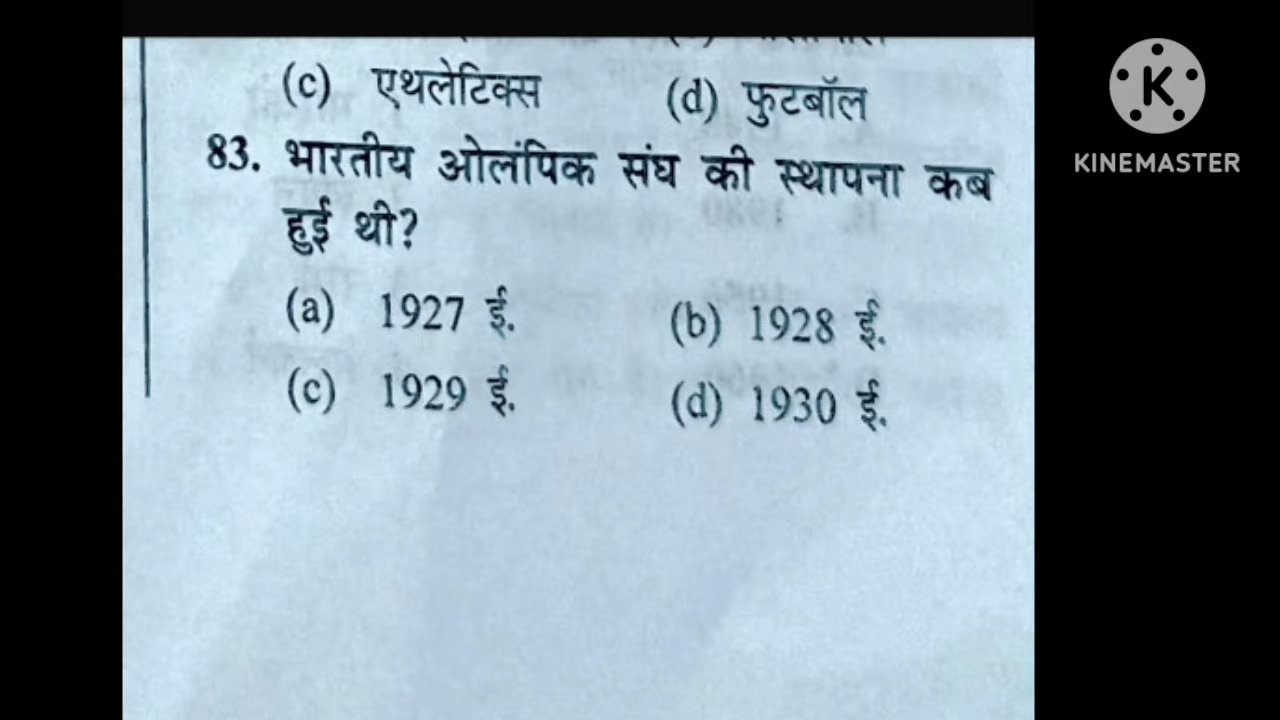 (c) एथलेटिक्स (d) फुटबॉल
83. भारतीय ओलंपिक संघ की स्थापना कब
हुई थी?
(a) 1927 ई. (b) 1928 ई.
(c) 1929 ई. (d) 1930 ई.
K
KINEMASTER